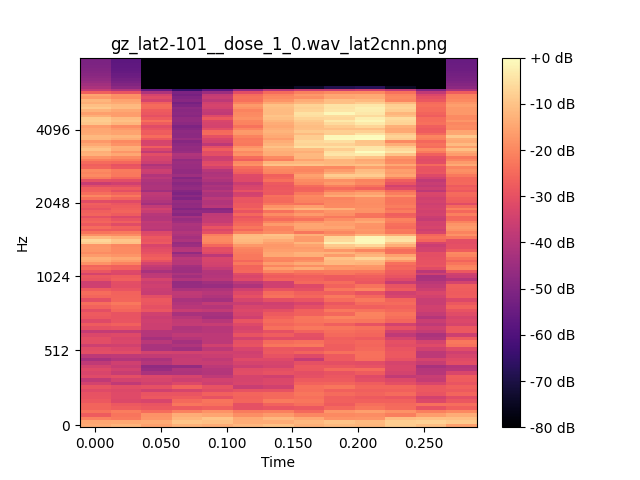 gz_lat2-101__dose_1_0.wav_lat2cnn.png
Hz
4096
2048
1024
512
0
0.000 0.050 0.100 0.150 0.200 0.250
Time
+0 dB
-10 dB
-20 dB
-30 dB
-40 dB
-50 dB
-60 dB
-70 dB
-80 dB